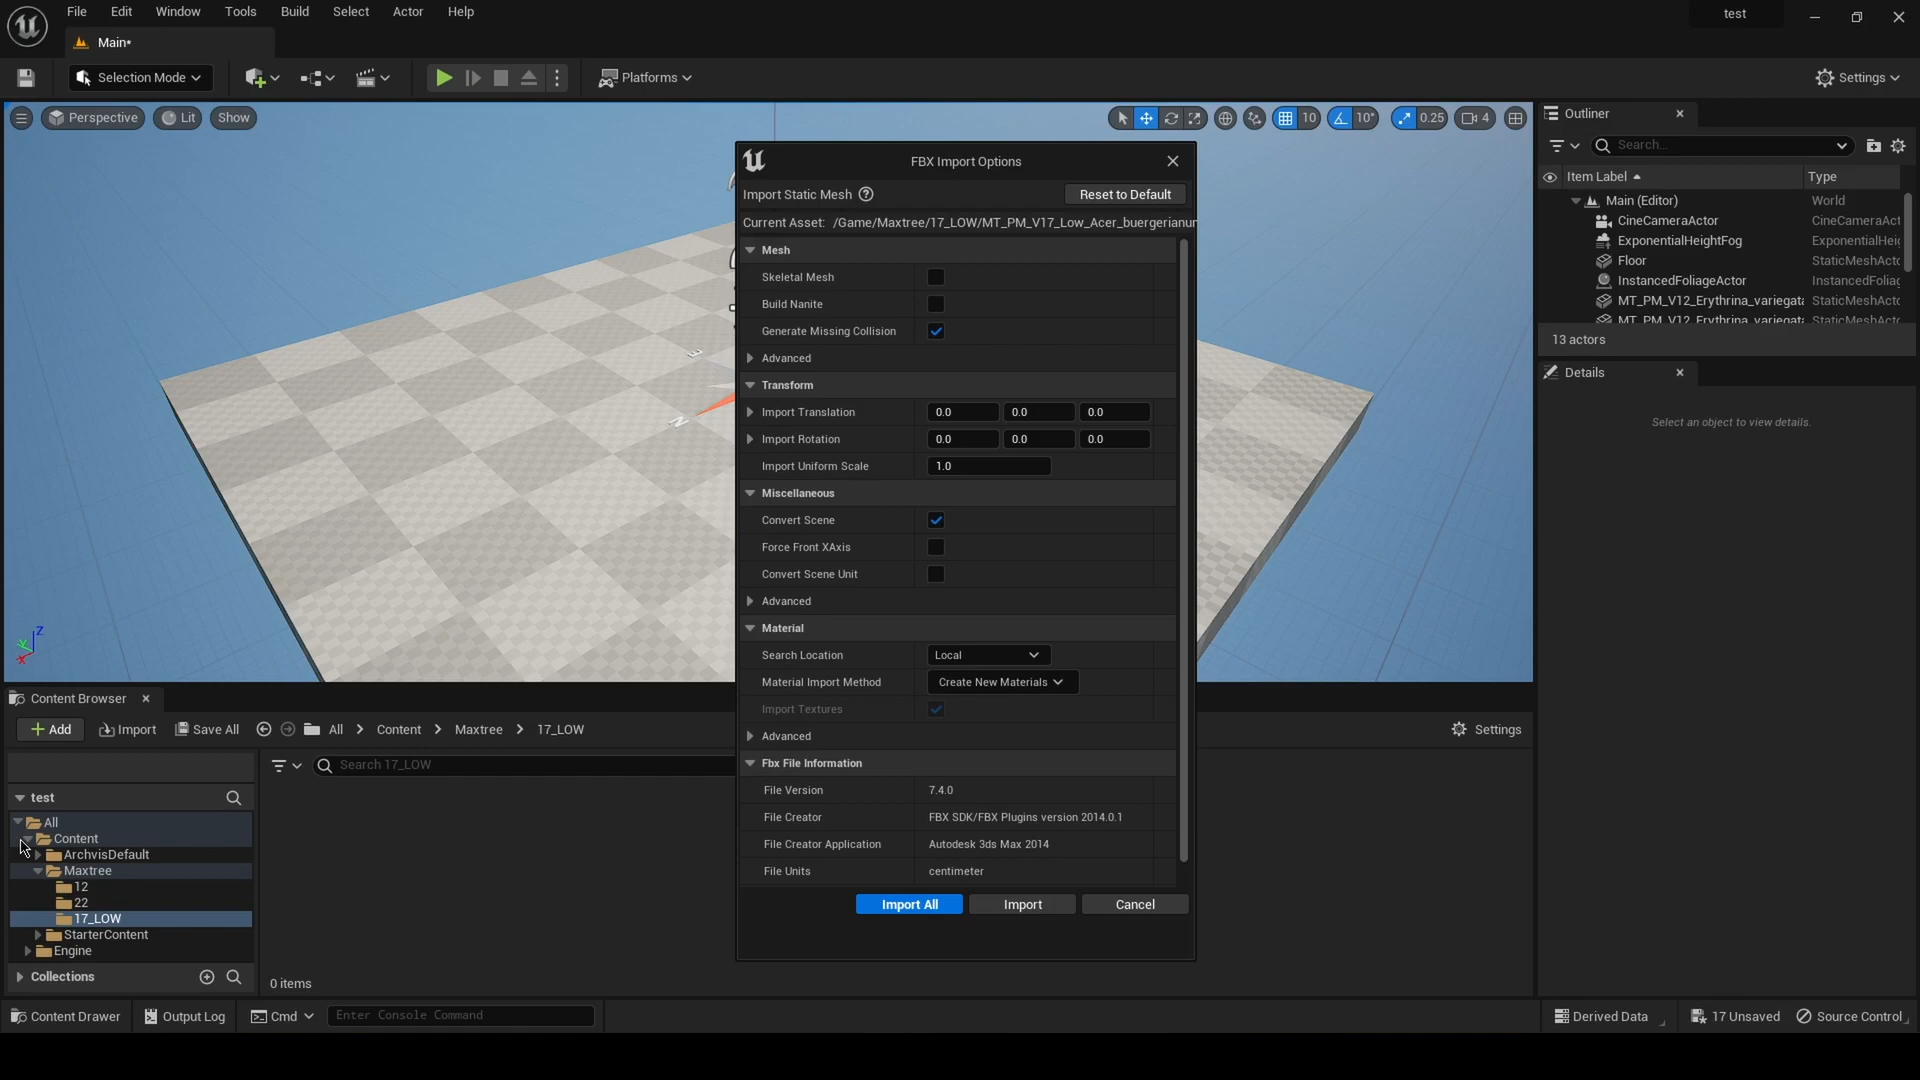 File Edit Window Tools Build Select Actor Help
test
Main*
Selection Mode
Platforms
Settings
Perspective
Lit
Show
10
10°
0.25
4
Outliner
Search...
Item Label
Type
Main (Editor)
World
CineCameraActor
CineCameraAct
ExponentialHeightFog
ExponentialHeig
Floor
StaticMeshActo
InstancedFoliageActor
InstancedFoliag
MT_PM_V12_Erythrina_variegata
StaticMeshActo
MT_PM_V12_Erythrina_variegata
StaticMeshActo
13 actors
Details
Select an object to view details.
FBX Import Options
Import Static Mesh
Reset to Default
Current Asset: /Game/Maxtree/17_LOW/MT_PM_V17_Low_Acer_buergerianum
Mesh
Skeletal Mesh
Build Nanite
Generate Missing Collision
Advanced
Transform
Import Translation
0.0 0.0 0.0
Import Rotation
0.0 0.0 0.0
Import Uniform Scale
1.0
Miscellaneous
Convert Scene
Force Front XAxis
Convert Scene Unit
Advanced
Material
Search Location
Local
Material Import Method
Create New Materials
Import Textures
Advanced
Fbx File Information
File Version
7.4.0
File Creator
FBX SDK/FBX Plugins version 2014.0.1
File Creator Application
Autodesk 3ds Max 2014
File Units
centimeter
Import All
Import
Cancel
E
N
Z
Y
X
Content Browser
Add
Import
Save All
All
Content
Maxtree
17_LOW
Settings
Search 17_LOW
test
All
Content
ArchvisDefault
Maxtree
12
22
17_LOW
StarterContent
Engine
Collections
0 items
Content Drawer
Output Log
Cmd
Enter Console Command
Derived Data
17 Unsaved
Source Control